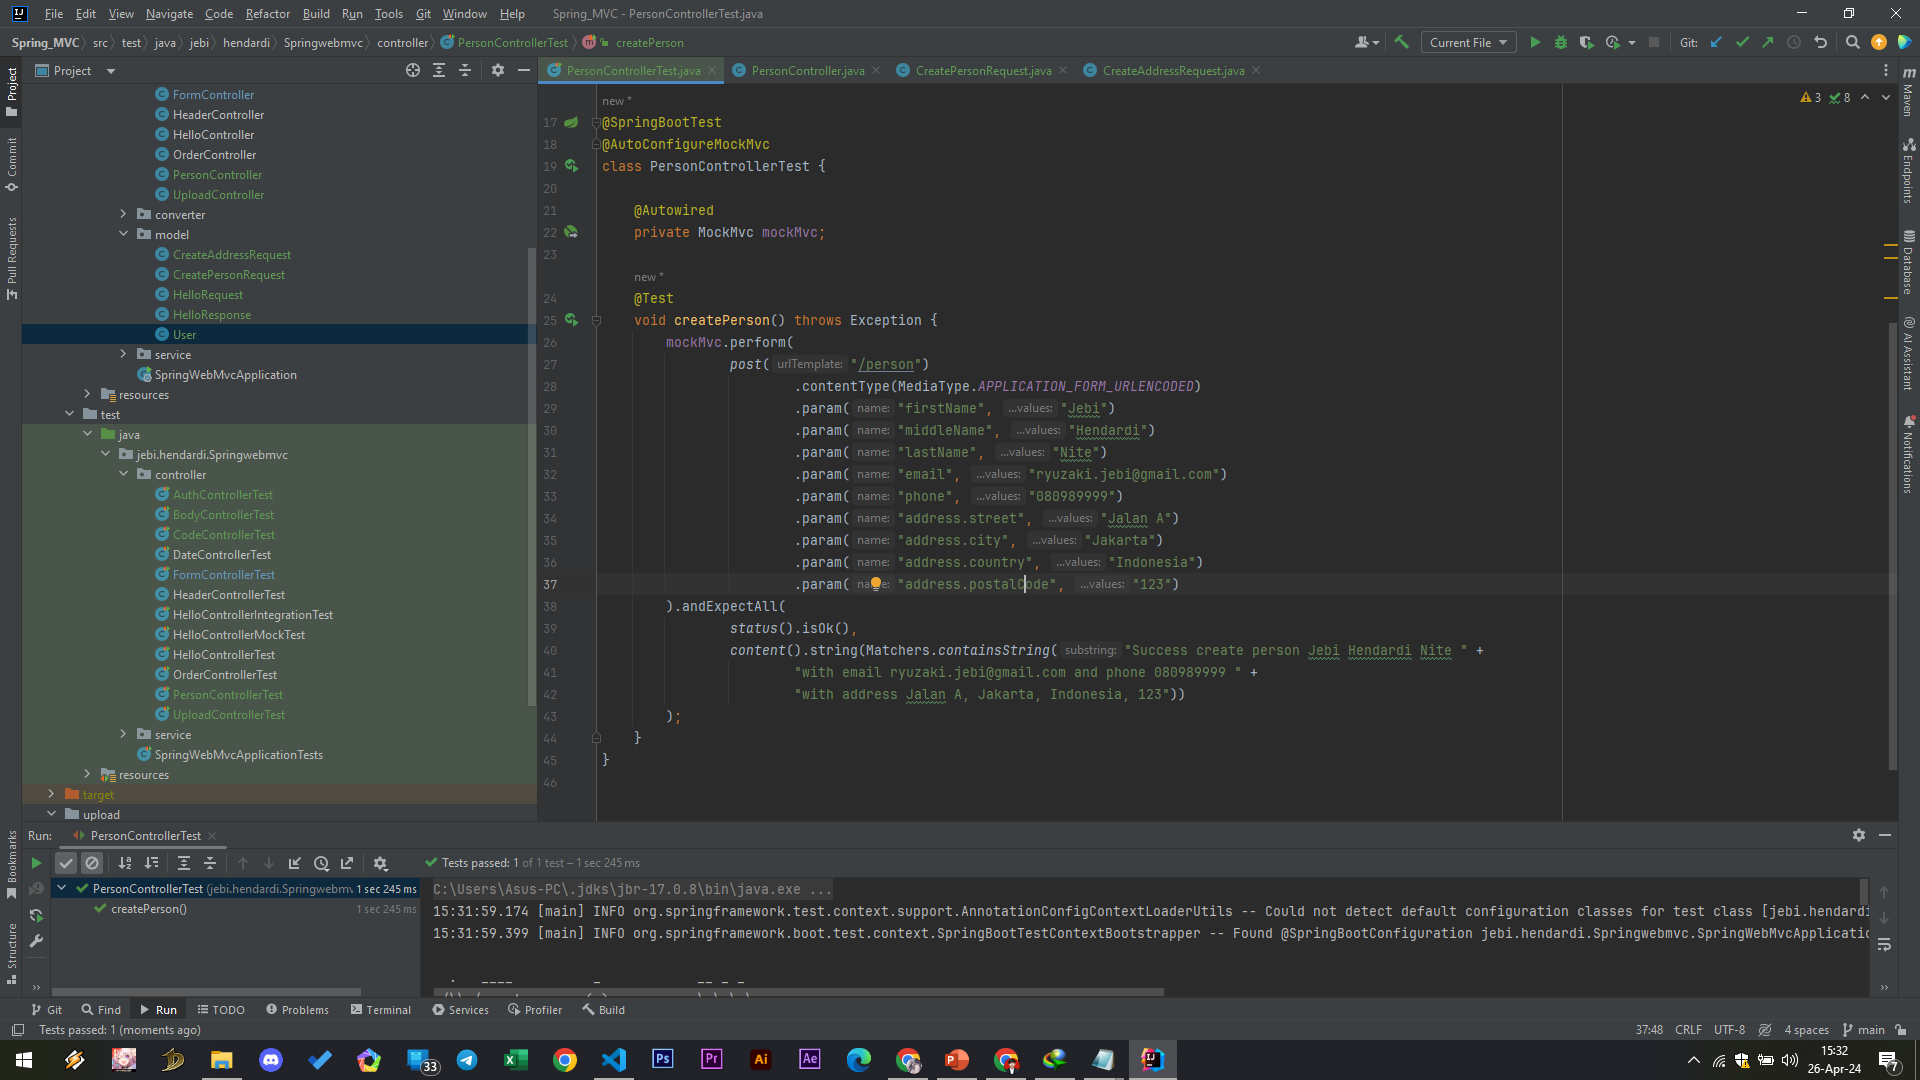 File Edit View Navigate Code Refactor Build Run Tools Git Window Help Spring_MVC - PersonControllerTest.java
Spring_MVC src test java jebi hendardi Springwebmvc controller PersonControllerTest createPerson Current File Git:
Project
PersonControllerTest.java PersonController.java CreatePersonRequest.java CreateAddressRequest.java
Project
Commit
Pull Requests
Bookmarks
Structure
FormController
HeaderController
HelloController
OrderController
PersonController
UploadController
converter
model
CreateAddressRequest
CreatePersonRequest
HelloRequest
HelloResponse
User
service
SpringWebMvcApplication
resources
test
java
jebi.hendardi.Springwebmvc
controller
AuthControllerTest
BodyControllerTest
CodeControllerTest
DateControllerTest
FormControllerTest
HeaderControllerTest
HelloControllerIntegrationTest
HelloControllerMockTest
HelloControllerTest
OrderControllerTest
PersonControllerTest
UploadControllerTest
service
SpringWebMvcApplicationTests
resources
target
upload
new *
3 8
17 @SpringBootTest
18 @AutoConfigureMockMvc
19 class PersonControllerTest {
20
21 @Autowired
22 private MockMvc mockMvc;
23
new *
24 @Test
25 void createPerson() throws Exception {
26 mockMvc.perform(
27 post( urlTemplate: "/person")
28 .contentType(MediaType.APPLICATION_FORM_URLENCODED)
29 .param( name: "firstName", ...values: "Jebi")
30 .param( name: "middleName", ...values: "Hendardi")
31 .param( name: "lastName", ...values: "Nite")
32 .param( name: "email", ...values: "ryuzaki.jebi@gmail.com")
33 .param( name: "phone", ...values: "080989999")
34 .param( name: "address.street", ...values: "Jalan A")
35 .param( name: "address.city", ...values: "Jakarta")
36 .param( name: "address.country", ...values: "Indonesia")
37 .param( name: "address.postalCode", ...values: "123")
38 ).andExpectAll(
39 status().isOk(),
40 content().string(Matchers.containsString( substring: "Success create person Jebi Hendardi Nite " +
41 "with email ryuzaki.jebi@gmail.com and phone 080989999 " +
42 "with address Jalan A, Jakarta, Indonesia, 123"))
43 );
44 }
45 }
46
Maven
Endpoints
Database
AI Assistant
Notifications
Run: PersonControllerTest
Tests passed: 1 of 1 test – 1 sec 245 ms
PersonControllerTest (jebi.hendardi.Springwebmv 1 sec 245 ms
createPerson() 1 sec 245 ms
C:\Users\Asus-PC\.jdks\jbr-17.0.8\bin\java.exe ...
15:31:59.174 [main] INFO org.springframework.test.context.support.AnnotationConfigContextLoaderUtils -- Could not detect default configuration classes for test class [jebi.hendardi
15:31:59.399 [main] INFO org.springframework.boot.test.context.SpringBootTestContextBootstrapper -- Found @SpringBootConfiguration jebi.hendardi.Springwebmvc.SpringWebMvcApplicatio
Git Find Run TODO Problems Terminal Services Profiler Build
Tests passed: 1 (moments ago) 37:48 CRLF UTF-8 4 spaces main
33 Ps Pr Ai Ae 15:32
26-Apr-24 7